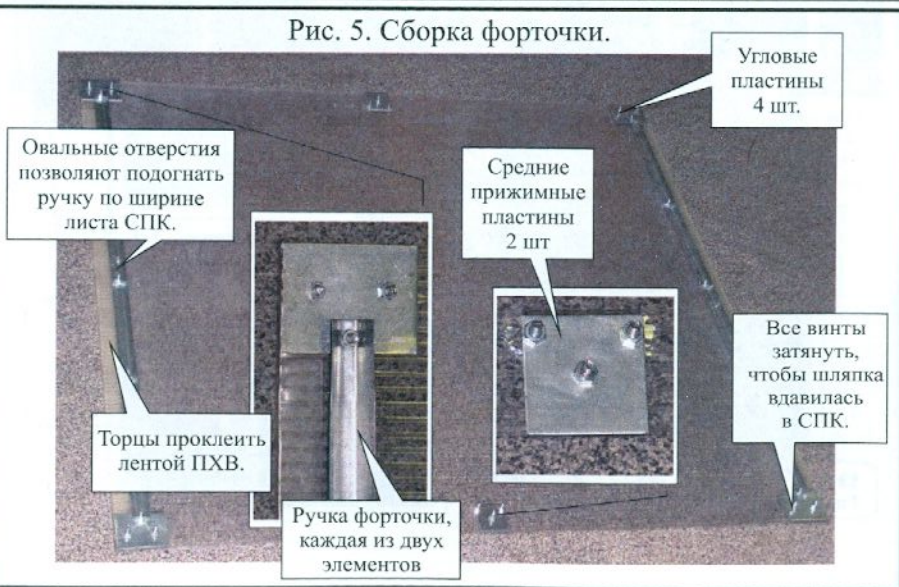 Рис. 5. Сборка форточки.
Угловые
пластины
4 шт.
Овальные отверстия
позволяют подогнать
ручку по ширине
листа СПК.
Средние
прижимные
пластины
2 шт
Все винты
затянуть,
чтобы шляпка
вдавилась
в СПК.
Торцы проклеить
лентой ПХВ.
Ручка форточки,
каждая из двух
элементов